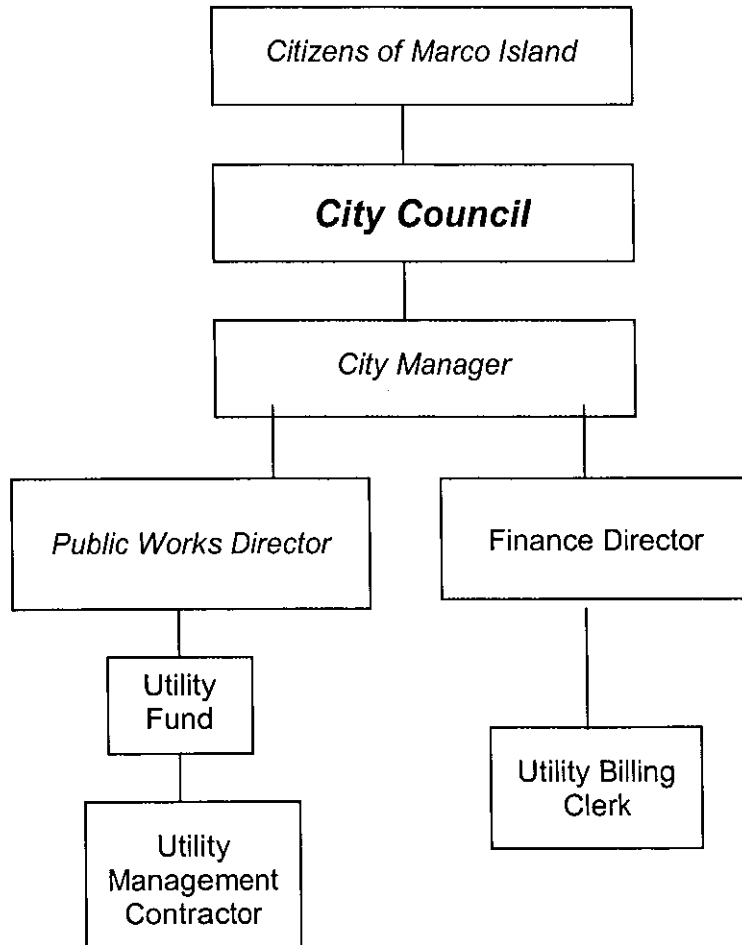 Citizens of Marco Island
City Council
City Manager
Public Works Director
Finance Director
Utility
Fund
Utility Billing
Clerk
Utility
Management
Contractor